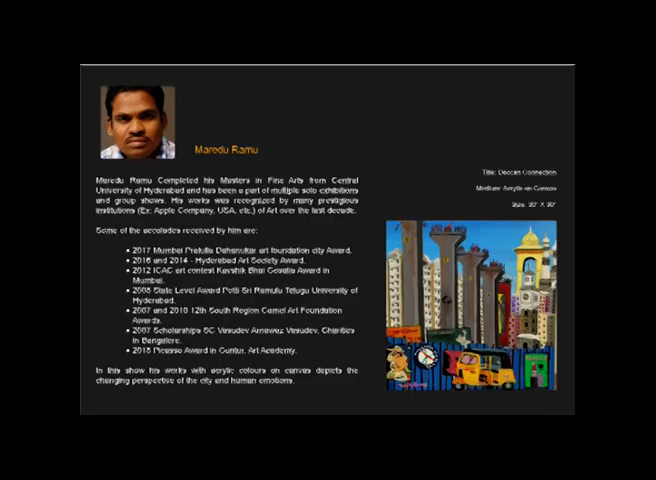 Maredu Ramu
Maredu Ramu Completed his Masters in Fine Arts from Central
University of Hyderabad and has been a part of multiple solo exhibitions
and group shows. His works was recognized by many prestigious
institutions (Ex: Apple Company, USA, etc.) of Art over the last decade.
Some of the accolades received by him are:
• 2017 Mumbai Prafulla Dahanukar art foundation city Award.
• 2016 and 2014 - Hyderabad Art Society Award.
• 2012 ICAC art contest Kavshik Bhai Award in
Mumbai.
• 2008 State Level Award Potti Sri Ramulu Telugu University of
Hyderabad.
• 2007 and 2010 12th South Region Camel Art Foundation
Awards.
• 2007 Scholarships SG Vasudev Vasudev, Charities
in Bangalore.
• 2018 Picasso Award in Guntur, Art Academy.
In this show his works with acrylic colours on canvas depicts the
changing perspective of the city and human emotions.
Title: Deccan Connection
Medium: Acrylic on Canvas
Size: 30" X 30"